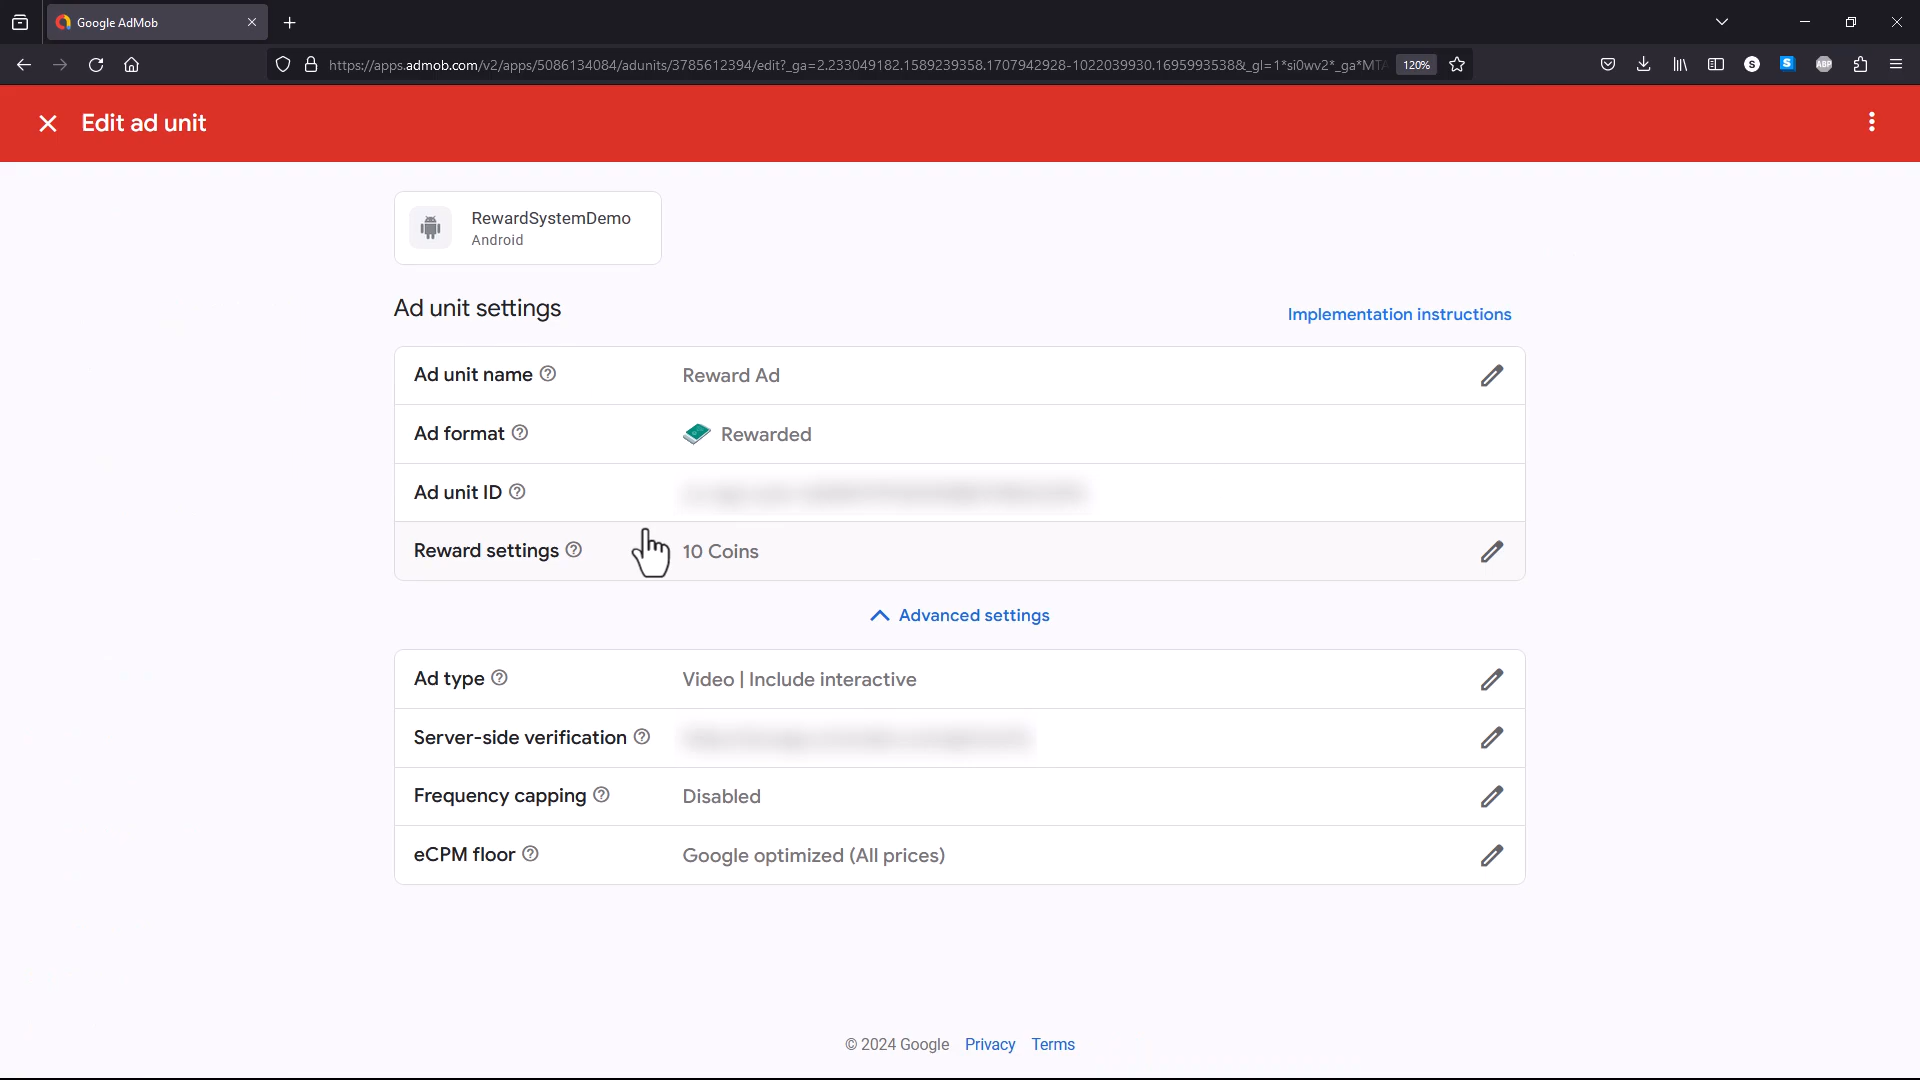 Google AdMob
https://apps.admob.com/v2/apps/5086134084/adunits/3785612394/edit?_ga=2.233049182.1589239358.1707942928-1022039930.1695993538&_gl=1*si0wv2*_ga*MT
120%
S
S
ABP
Edit ad unit
RewardSystemDemo
Android
Ad unit settings
Implementation instructions
Ad unit name
Reward Ad
Ad format
Rewarded
Ad unit ID
Reward settings
10 Coins
Advanced settings
Ad type
Video | Include interactive
Server-side verification
Frequency capping
Disabled
eCPM floor
Google optimized (All prices)
© 2024 Google Privacy Terms